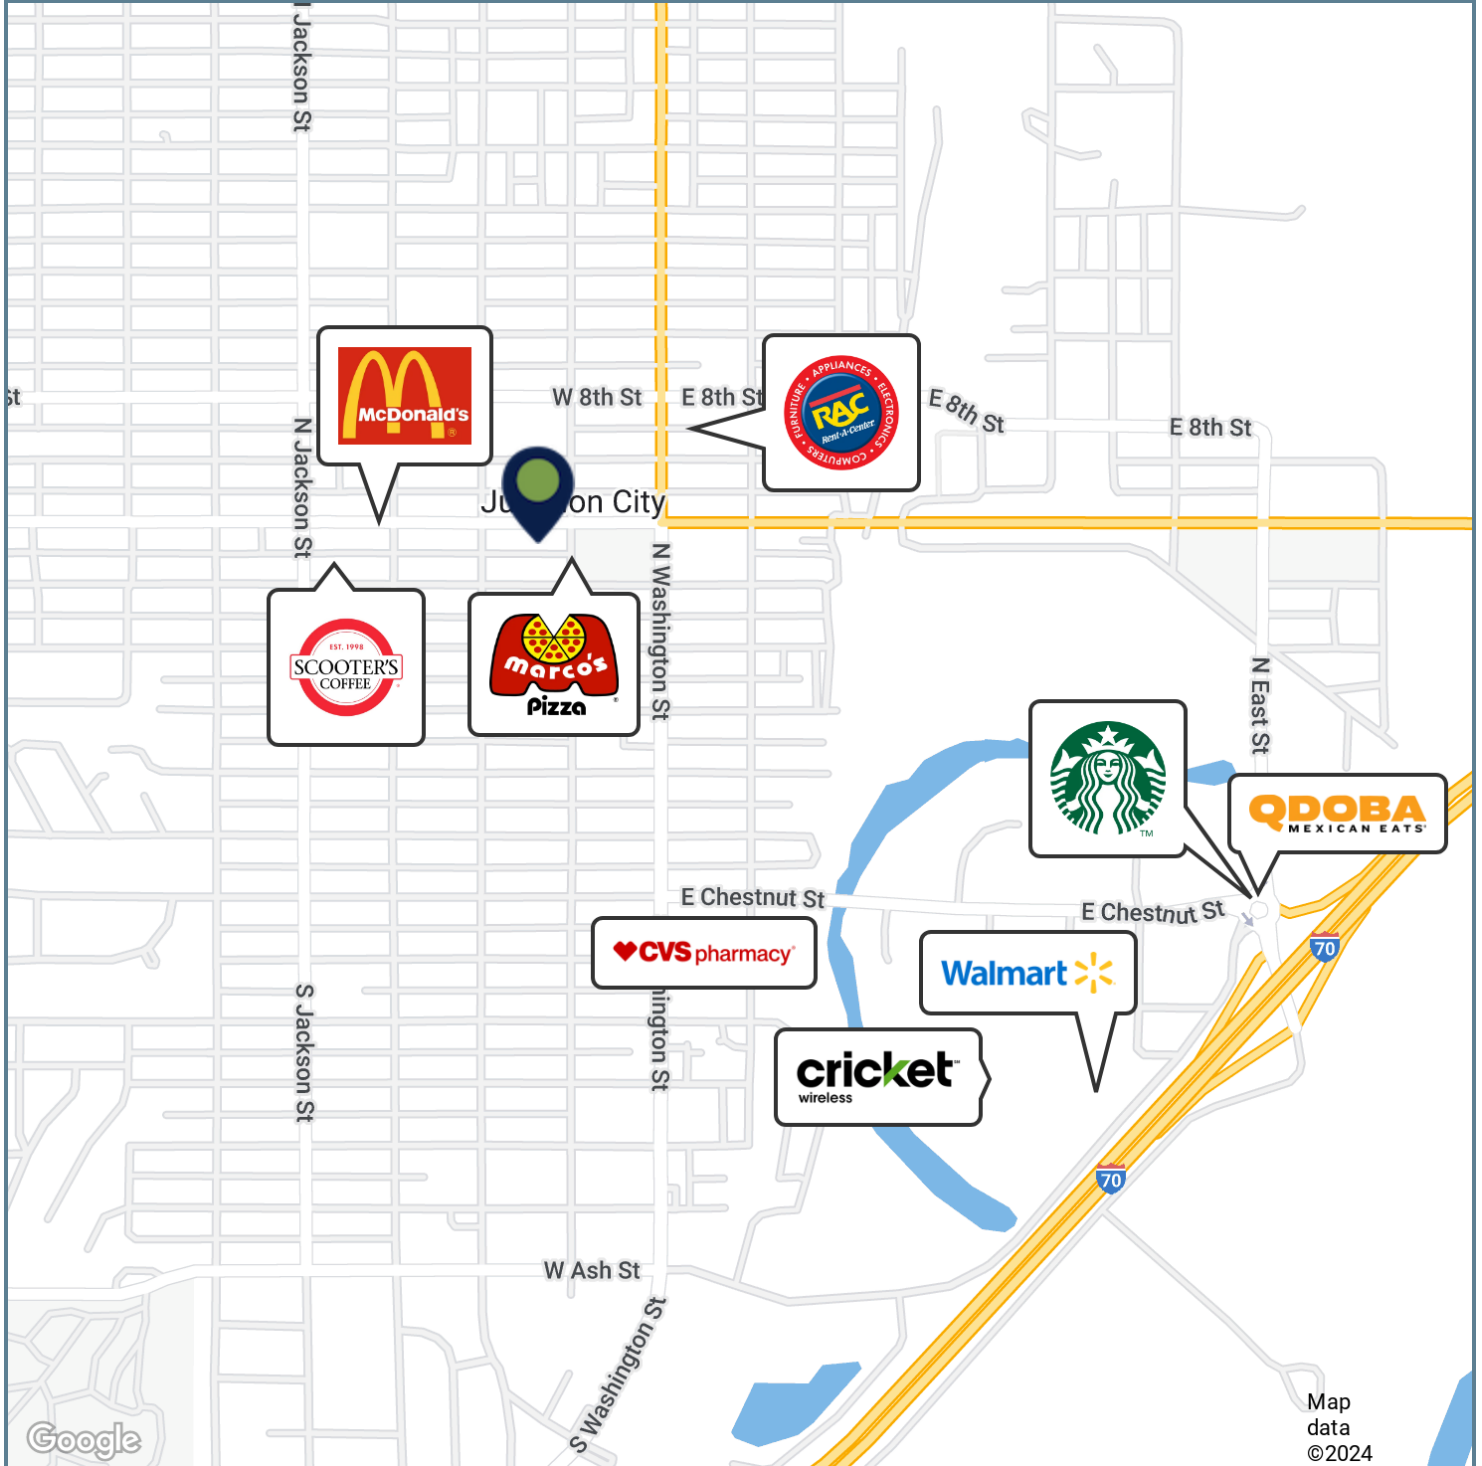 N Jackson St
McDonald's
®
W 8th St
E 8th St
FURNITURE • APPLIANCES • ELECTRONICS • COMPUTERS •
RAC
Rent-A-Center
E 8th St
E 8th St
St
N Jackson St
Ju
on City
N Washington St
EST. 1998
SCOOTER'S
COFFEE
marco's
Pizza
®
N East St
TM
QDOBA
MEXICAN EATS
E Chestnut St
E Chestnut St
CVS pharmacy
Walmart
70
S Jackson St
hington St
cricket
wireless
70
W Ash St
S Washington St
Map
data
©2024
Google